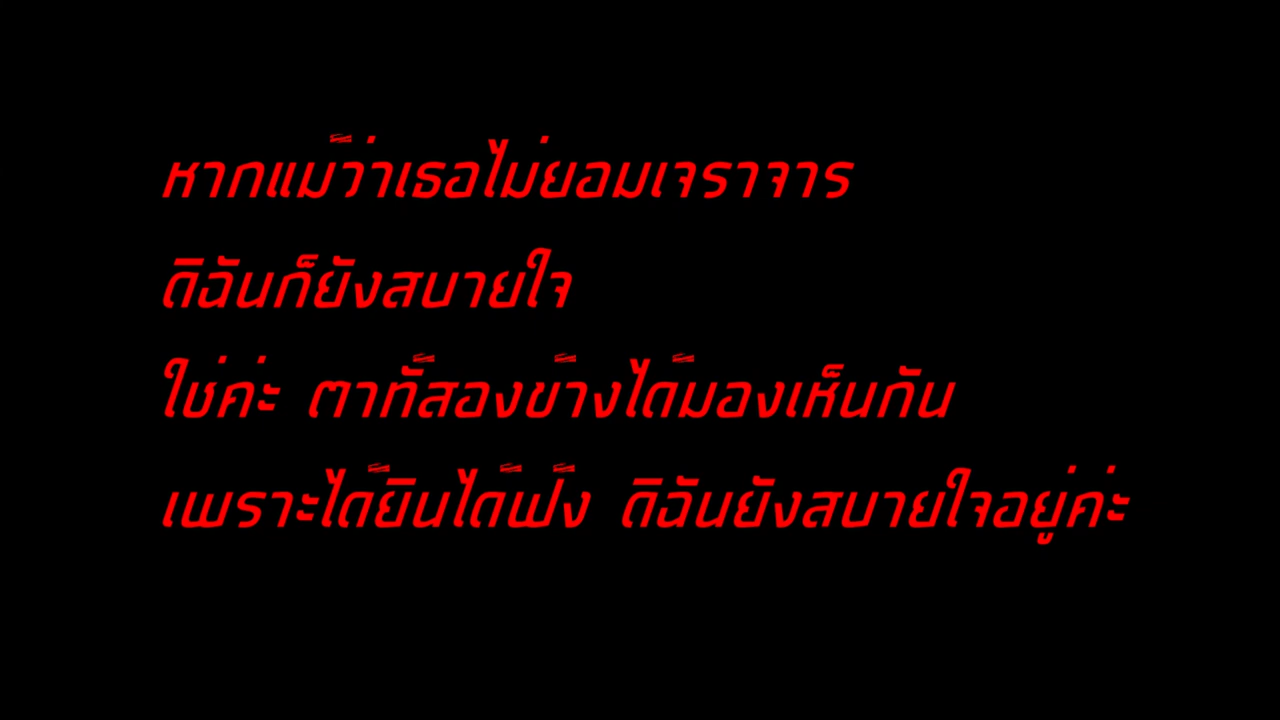 หากแม้ว่าเธอไม่ยอมเจราจาร
ดิฉันก็ยังสบายใจ
ใช่ค่ะ ตาทั้สองข้างได้มองเห็นกัน
เพราะได้ยินได้ฟัง ดิฉันยังสบายใจอยู่ค่ะ